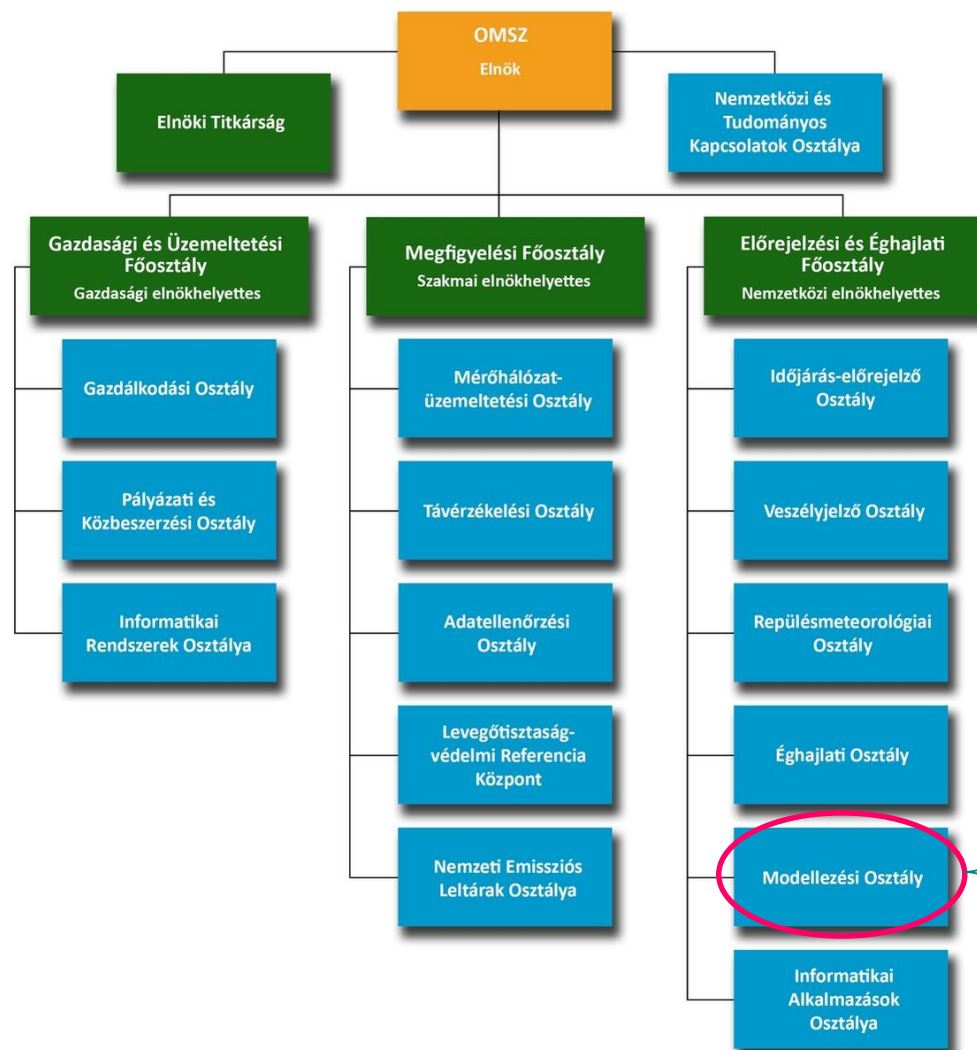 OMSZ
Elnök
Elnöki Titkárság
Nemzetközi és
Tudományos
Kapcsolatok Osztálya
Gazdasági és Üzemeltetési
Főosztály
Gazdasági elnökhelyettes
Megfigyelési Főosztály
Szakmai elnökhelyettes
Előrejelzési és Éghajlati
Főosztály
Nemzetközi elnökhelyettes
Gazdálkodási Osztály
Pályázati és
Közbeszerzési Osztály
Informatikai
Rendszerek Osztálya
Mérőhálózat-
üzemeltetési Osztály
Távérzékelési Osztály
Adatellenőrzési
Osztály
Levegőtisztaság-
védelmi Referencia
Központ
Nemzeti Emissziós
Leltárak Osztálya
Időjárás-előrejelző
Osztály
Veszélyjelző Osztály
Repülésmeteorológiai
Osztály
Éghajlati Osztály
Modellezési Osztály
Informatikai
Alkalmazások
Osztálya